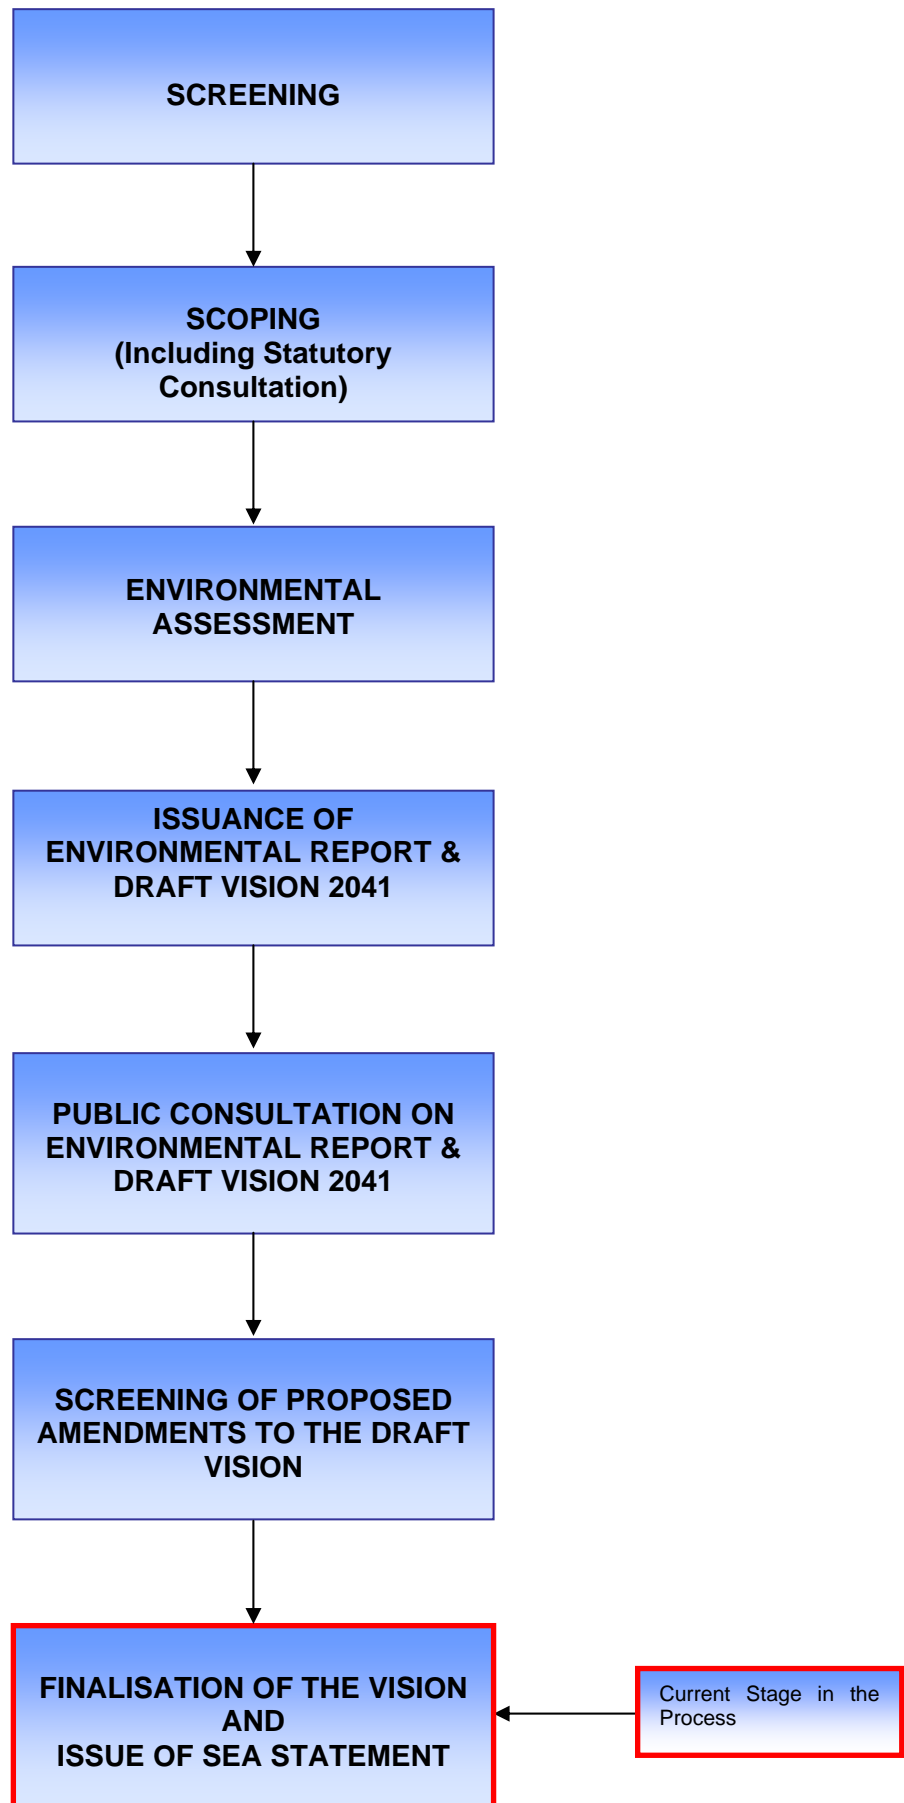 SCREENING
SCOPING
(Including Statutory
Consultation)
ENVIRONMENTAL
ASSESSMENT
ISSUANCE OF
ENVIRONMENTAL REPORT &
DRAFT VISION 2041
PUBLIC CONSULTATION ON
ENVIRONMENTAL REPORT &
DRAFT VISION 2041
SCREENING OF PROPOSED
AMENDMENTS TO THE DRAFT
VISION
FINALISATION OF THE VISION
AND
ISSUE OF SEA STATEMENT
Current Stage in the
Process